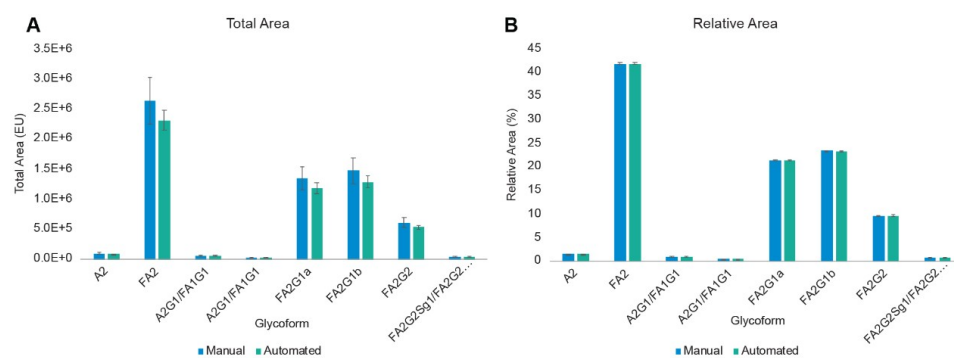 A
Total Area
Total Area (EU)
3.5E+6
3.0E+6
2.5E+6
2.0E+6
1.5E+6
1.0E+6
5.0E+5
0.0E+0
A2
FA2
A2G1/FA1G1
A2G1/FA1G1
FA2G1a
FA2G1b
FA2G2
FA2G2Sg1/FA2G2...
Glycoform
Manual Automated
B
Relative Area
Relative Area (%)
45
40
35
30
25
20
15
10
5
0
A2
FA2
A2G1/FA1G1
A2G1/FA1G1
FA2G1a
FA2G1b
FA2G2
FA2G2Sg1/FA2G2...
Glycoform
Manual Automated